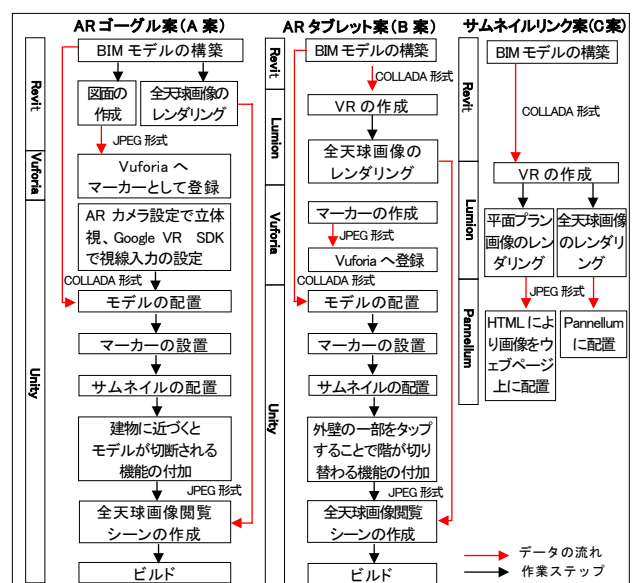 ARゴーグル案(A案)
Revit
Vuforia
Unity
BIMモデルの構築
図面の
作成
全天球画像の
レンダリング
JPEG形式
Vuforiaへ
マーカーとして登録
ARカメラ設定で立体
視、Google VR SDK
で視線入力の設定
COLLADA形式
モデルの配置
マーカーの設置
サムネイルの配置
建物に近づくと
モデルが切断される
機能の付加
JPEG形式
全天球画像閲覧
シーンの作成
ビルド
ARタブレット案(B案)
Revit
Lumion
Vuforia
Unity
BIMモデルの構築
COLLADA形式
VRの作成
全天球画像の
レンダリング
マーカーの作成
JPEG形式
Vuforiaへ登録
COLLADA形式
モデルの配置
マーカーの設置
サムネイルの配置
外壁の一部をタップ
することで階が切り
替わる機能の付加
JPEG形式
全天球画像閲覧
シーンの作成
ビルド
サムネイルリンク案(C案)
Revit
Lumion
Pannellum
BIMモデルの構築
COLLADA形式
VRの作成
平面プラン
画像のレン
ダリング
全天球画像
のレンダリ
ング
JPEG形式
HTMLによ
り画像をウ
ェブページ
上に配置
Pannellum
に配置
データの流れ
作業ステップ